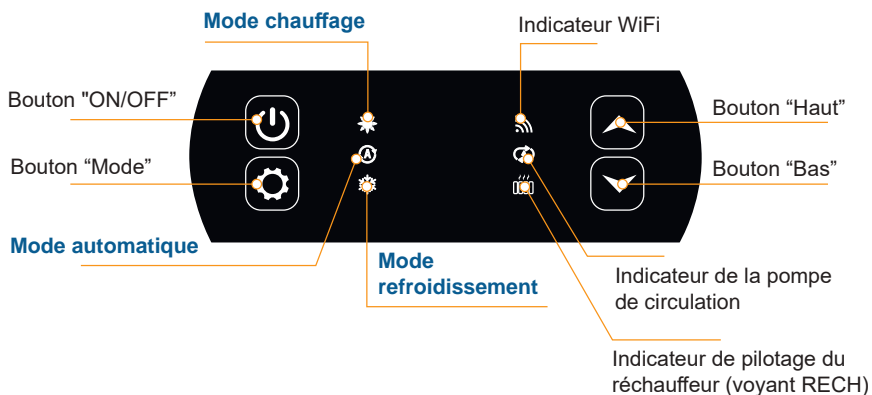 Mode chauffage
Indicateur WiFi
Bouton "ON/OFF”
Bouton “Haut”
Bouton “Mode”
Bouton “Bas”
A
Mode automatique
Mode
refroidissement
Indicateur de la pompe
de circulation
Indicateur de pilotage du
réchauffeur (voyant RECH)